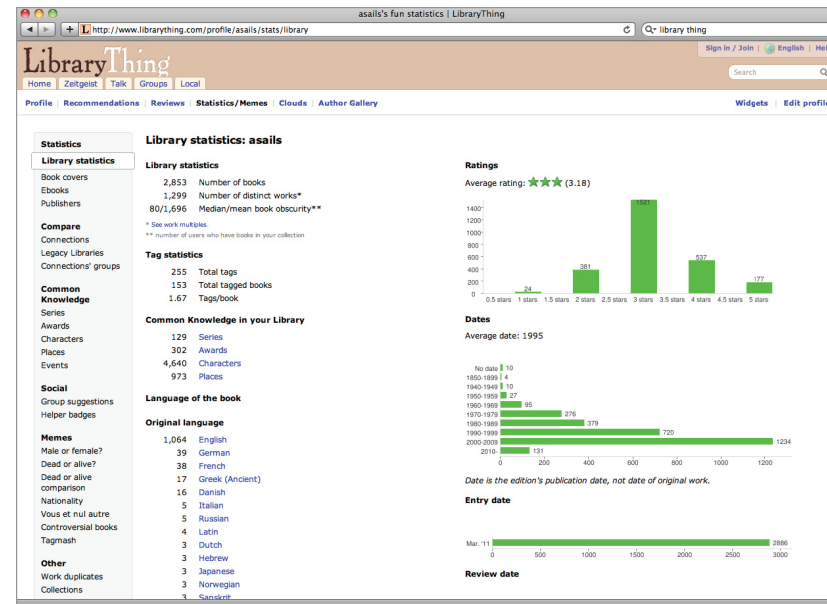 asails's fun statistics | LibraryThing
http://www.librarything.com/profile/asails/stats/library
library thing
LibraryThing
Sign in / Join | English | Hel
Search
Home Zeitgeist Talk Groups Local
Profile | Recommendations | Reviews | Statistics/Memes | Clouds | Author Gallery
Widgets | Edit profile
Statistics
Library statistics
Book covers
Ebooks
Publishers
Compare
Connections
Legacy Libraries
Connections' groups
Common
Knowledge
Series
Awards
Characters
Places
Events
Social
Group suggestions
Helper badges
Memes
Male or female?
Dead or alive?
Dead or alive
comparison
Nationality
Vous et nul autre
Controversial books
Tagmash
Other
Work duplicates
Collections
Library statistics: asails
Library statistics
2,853 Number of books
1,299 Number of distinct works*
80/1,696 Median/mean book obscurity**
* See work multiples.
** number of users who have books in your collection
Tag statistics
255 Total tags
153 Total tagged books
1.67 Tags/book
Common Knowledge in your Library
129 Series
302 Awards
4,640 Characters
973 Places
Language of the book
Original language
1,064 English
39 German
38 French
17 Greek (Ancient)
16 Danish
5 Italian
5 Russian
4 Latin
3 Dutch
3 Hebrew
3 Japanese
3 Norwegian
3 Sanskrit
Ratings
Average rating: (3.18)
1400
1200
1000
800
600
400
200
0
24
381
1521
537
177
0.5 stars 1 stars 1.5 stars 2 stars 2.5 stars 3 stars 3.5 stars 4 stars 4.5 stars 5 stars
Dates
Average date: 1995
No date 10
1850-1899 4
1940-1949 10
1950-1959 27
1960-1969 95
1970-1979 276
1980-1989 379
1990-1999 720
2000-2009 1234
2010- 131
0 200 400 600 800 1000 1200
Date is the edition's publication date, not date of original work.
Entry date
Mar. '11 2886
0 500 1000 1500 2000 2500 3000
Review date